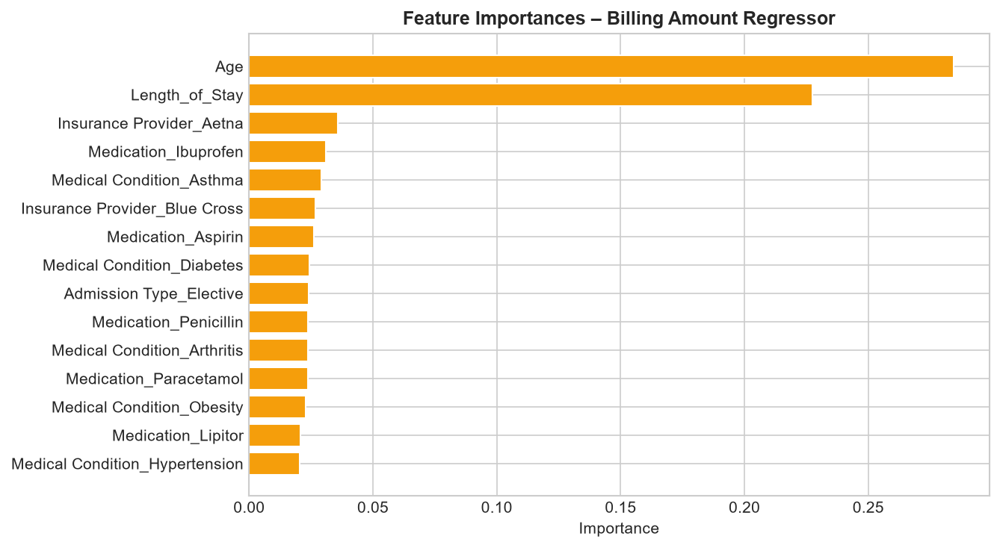 Feature Importances – Billing Amount Regressor
Age
Length_of_Stay
Insurance Provider_Aetna
Medication_Ibuprofen
Medical Condition_Asthma
Insurance Provider_Blue Cross
Medication_Aspirin
Medical Condition_Diabetes
Admission Type_Elective
Medication_Penicillin
Medical Condition_Arthritis
Medication_Paracetamol
Medical Condition_Obesity
Medication_Lipitor
Medical Condition_Hypertension
0.00 0.05 0.10 0.15 0.20 0.25
Importance